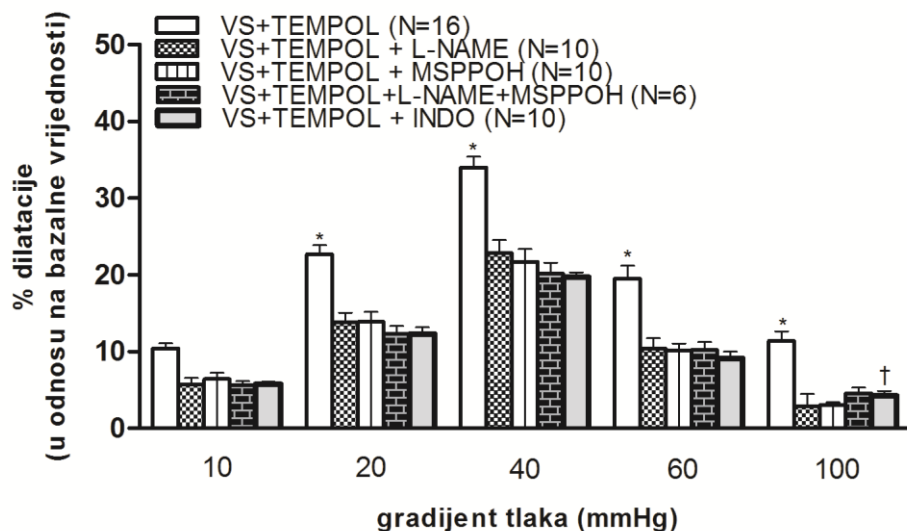 VS+TEMPOL (N=16)
VS+TEMPOL + L-NAME (N=10)
VS+TEMPOL + MSPPOH (N=10)
VS+TEMPOL+L-NAME+MSPPOH (N=6)
VS+TEMPOL + INDO (N=10)
% dilatacije
(u odnosu na bazalne vrijednosti)
50
40
30
20
10
0
*
*
*
*
†
10 20 40 60 100
gradijent tlaka (mmHg)